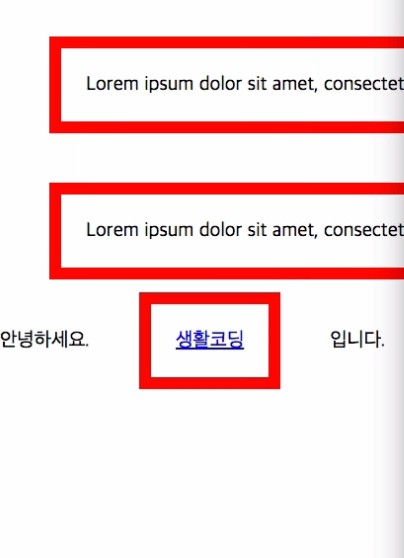 Lorem ipsum dolor sit amet, consectet
Lorem ipsum dolor sit amet, consectet
안녕하세요. 생활코딩 입니다.